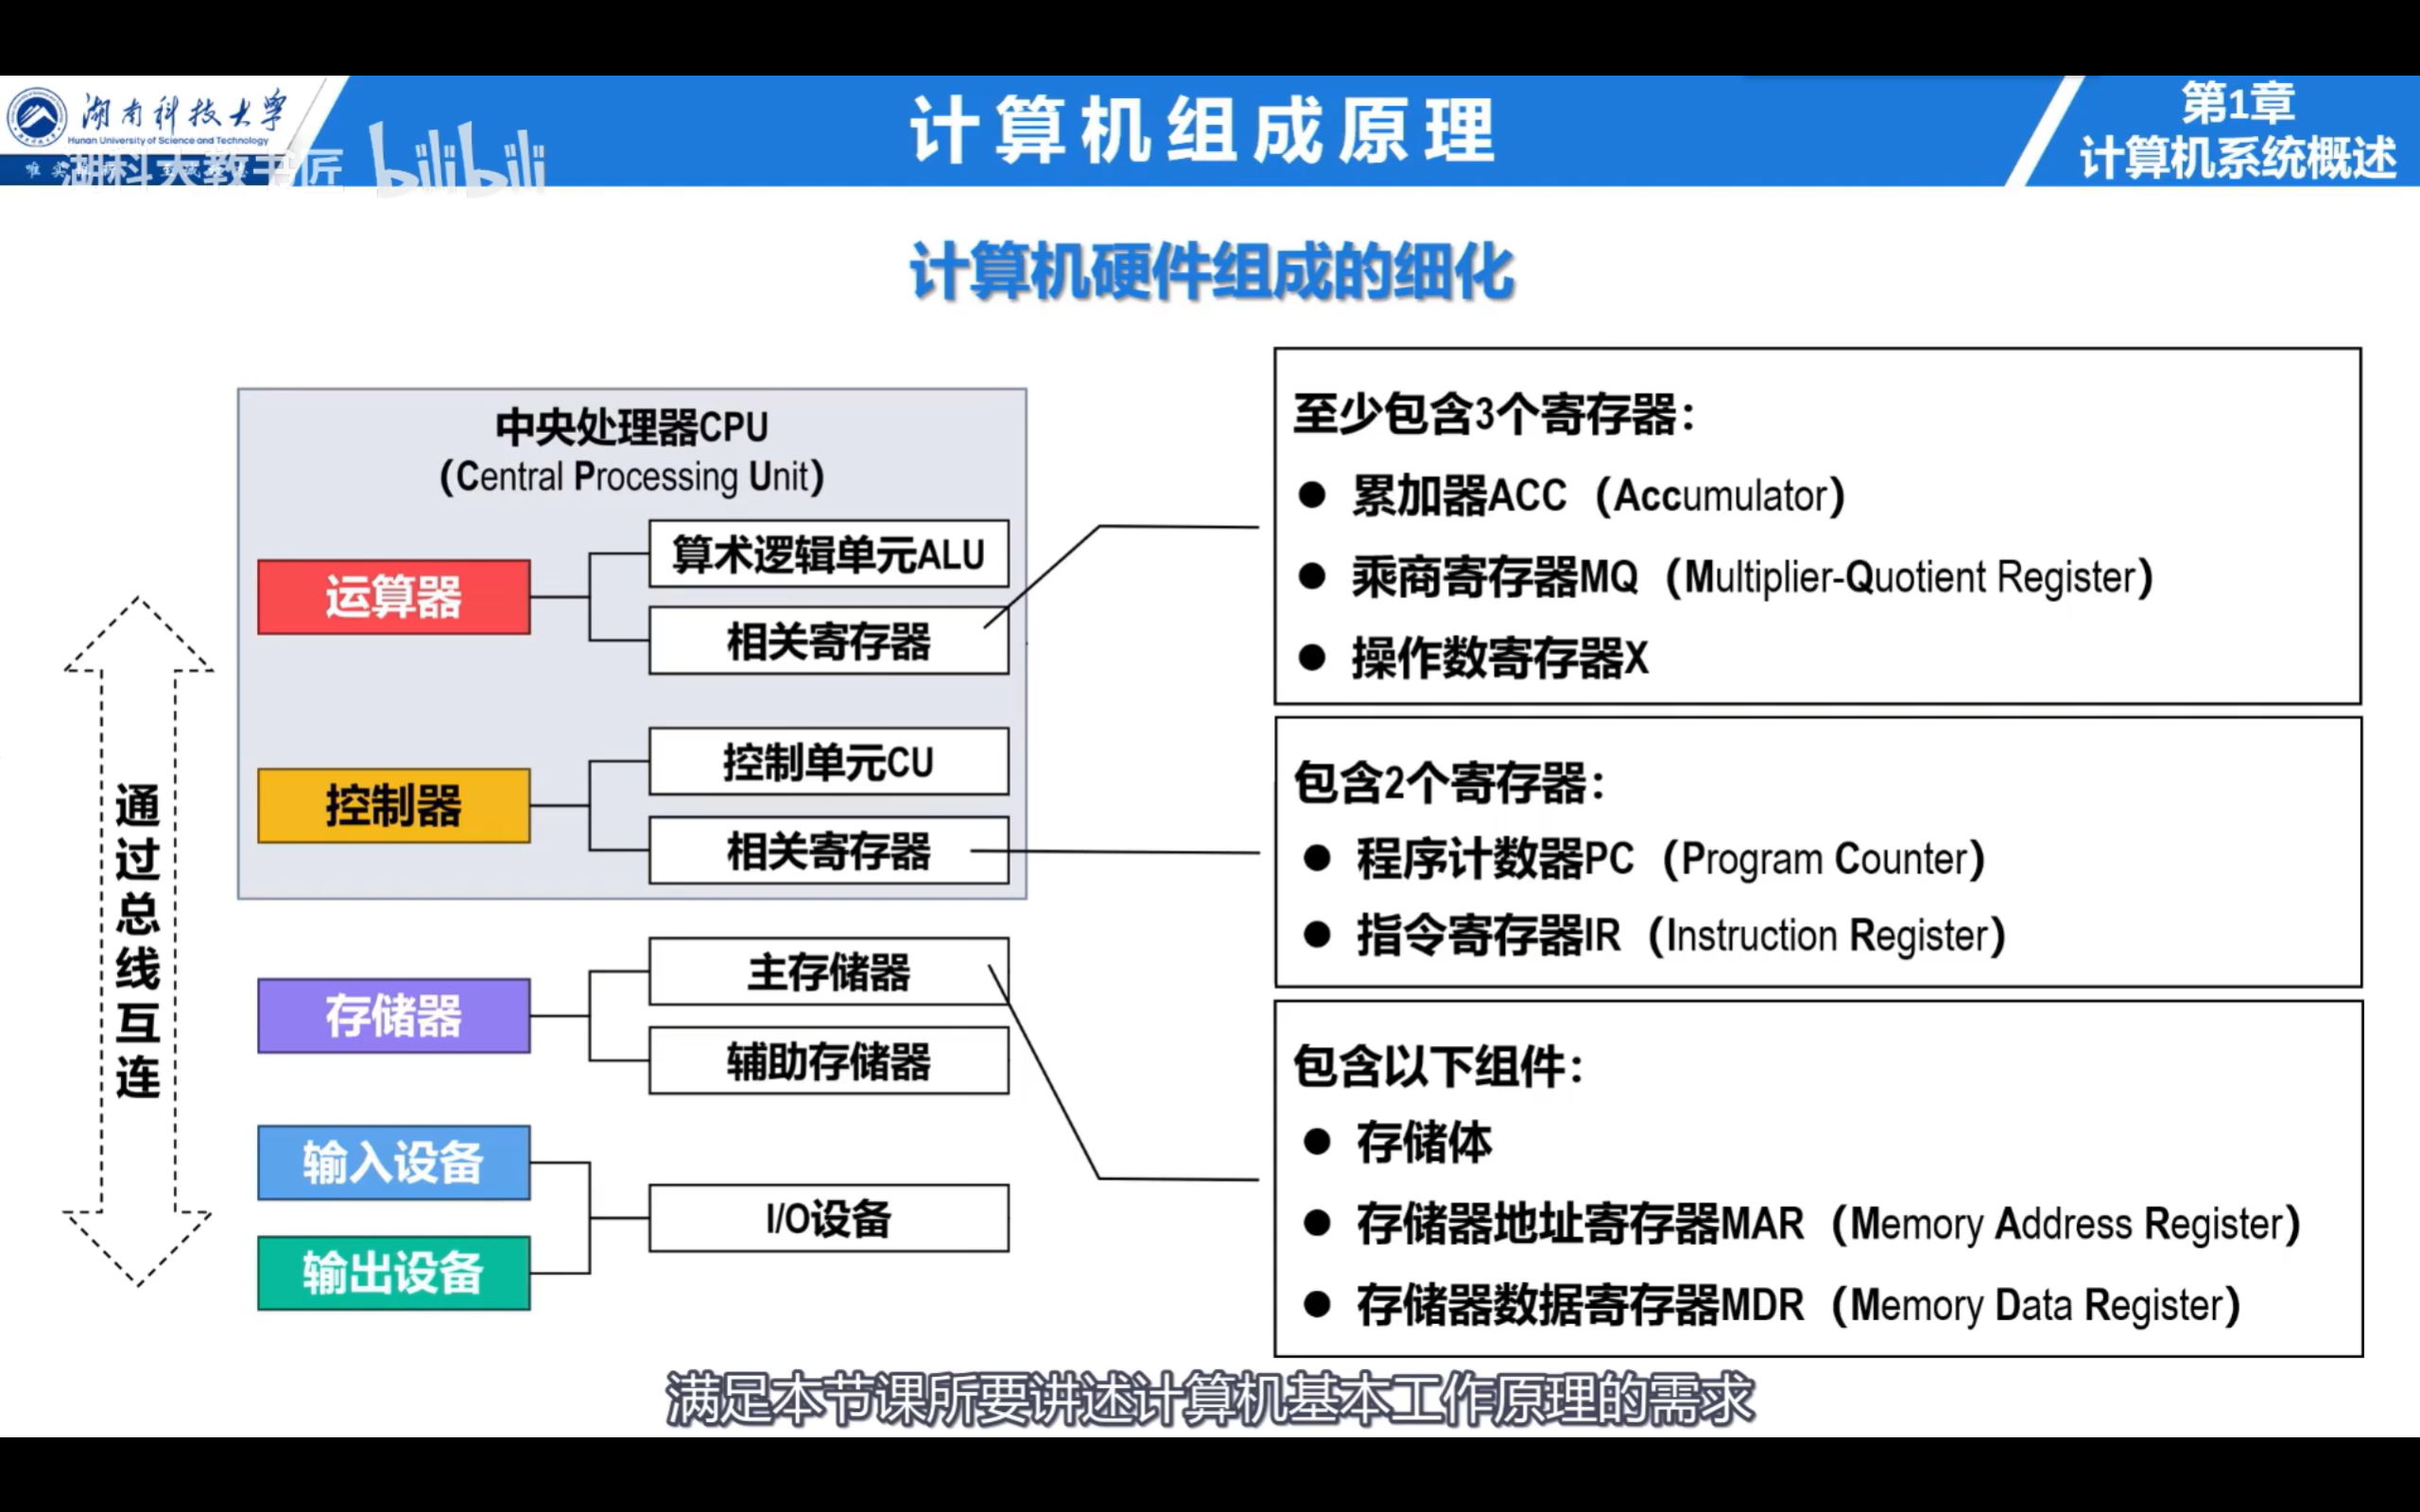 湖南科技大学
Hunan University of Science and Technology
湖科大教书匠
bilibili
计算机组成原理
第1章
计算机系统概述
计算机硬件组成的细化
通过总线互连
中央处理器CPU
(Central Processing Unit)
运算器
算术逻辑单元ALU
相关寄存器
控制器
控制单元CU
相关寄存器
存储器
主存储器
辅助存储器
输入设备
输出设备
I/O设备
至少包含3个寄存器：
● 累加器ACC（Accumulator）
● 乘商寄存器MQ（Multiplier-Quotient Register）
● 操作数寄存器X
包含2个寄存器：
● 程序计数器PC（Program Counter）
● 指令寄存器IR（Instruction Register）
包含以下组件：
● 存储体
● 存储器地址寄存器MAR（Memory Address Register）
● 存储器数据寄存器MDR（Memory Data Register）
满足本节课所要讲述计算机基本工作原理的需求